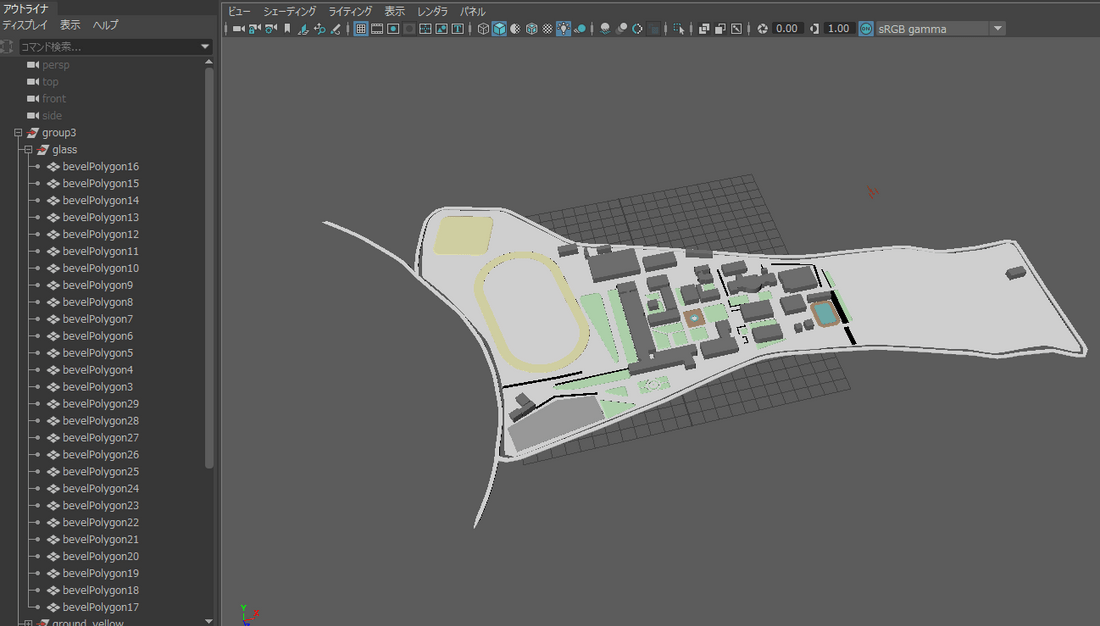 アウトライナ
ディスプレイ 表示 ヘルプ
コマンド検索...
persp
top
front
side
group3
glass
bevelPolygon16
bevelPolygon15
bevelPolygon14
bevelPolygon13
bevelPolygon12
bevelPolygon11
bevelPolygon10
bevelPolygon9
bevelPolygon8
bevelPolygon7
bevelPolygon6
bevelPolygon5
bevelPolygon4
bevelPolygon3
bevelPolygon29
bevelPolygon28
bevelPolygon27
bevelPolygon26
bevelPolygon25
bevelPolygon24
bevelPolygon23
bevelPolygon22
bevelPolygon21
bevelPolygon20
bevelPolygon19
bevelPolygon18
bevelPolygon17
ground_yellow
ビュー シェーディング ライティング 表示 レンダラ パネル
0.00 1.00 sRGB gamma
Y